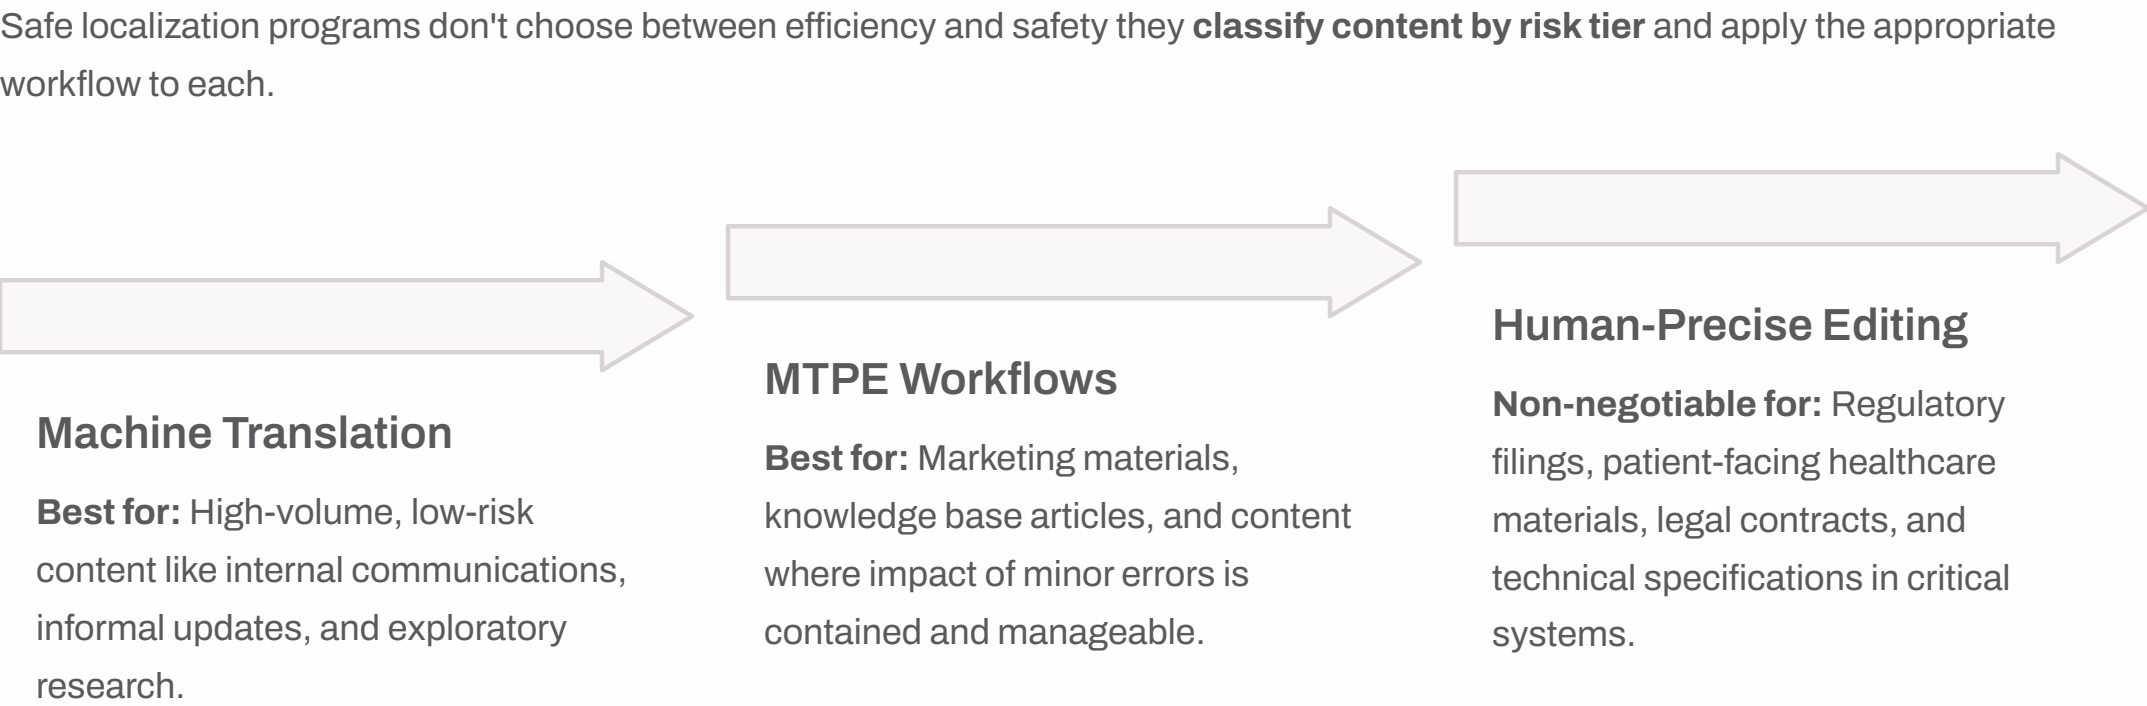 Safe localization programs don't choose between efficiency and safety they classify content by risk tier and apply the appropriate
workflow to each.
Machine Translation
Best for: High-volume, low-risk
content like internal communications,
informal updates, and exploratory
research.
MTPE Workflows
Best for: Marketing materials,
knowledge base articles, and content
where impact of minor errors is
contained and manageable.
Human-Precise Editing
Non-negotiable for: Regulatory
filings, patient-facing healthcare
materials, legal contracts, and
technical specifications in critical
systems.